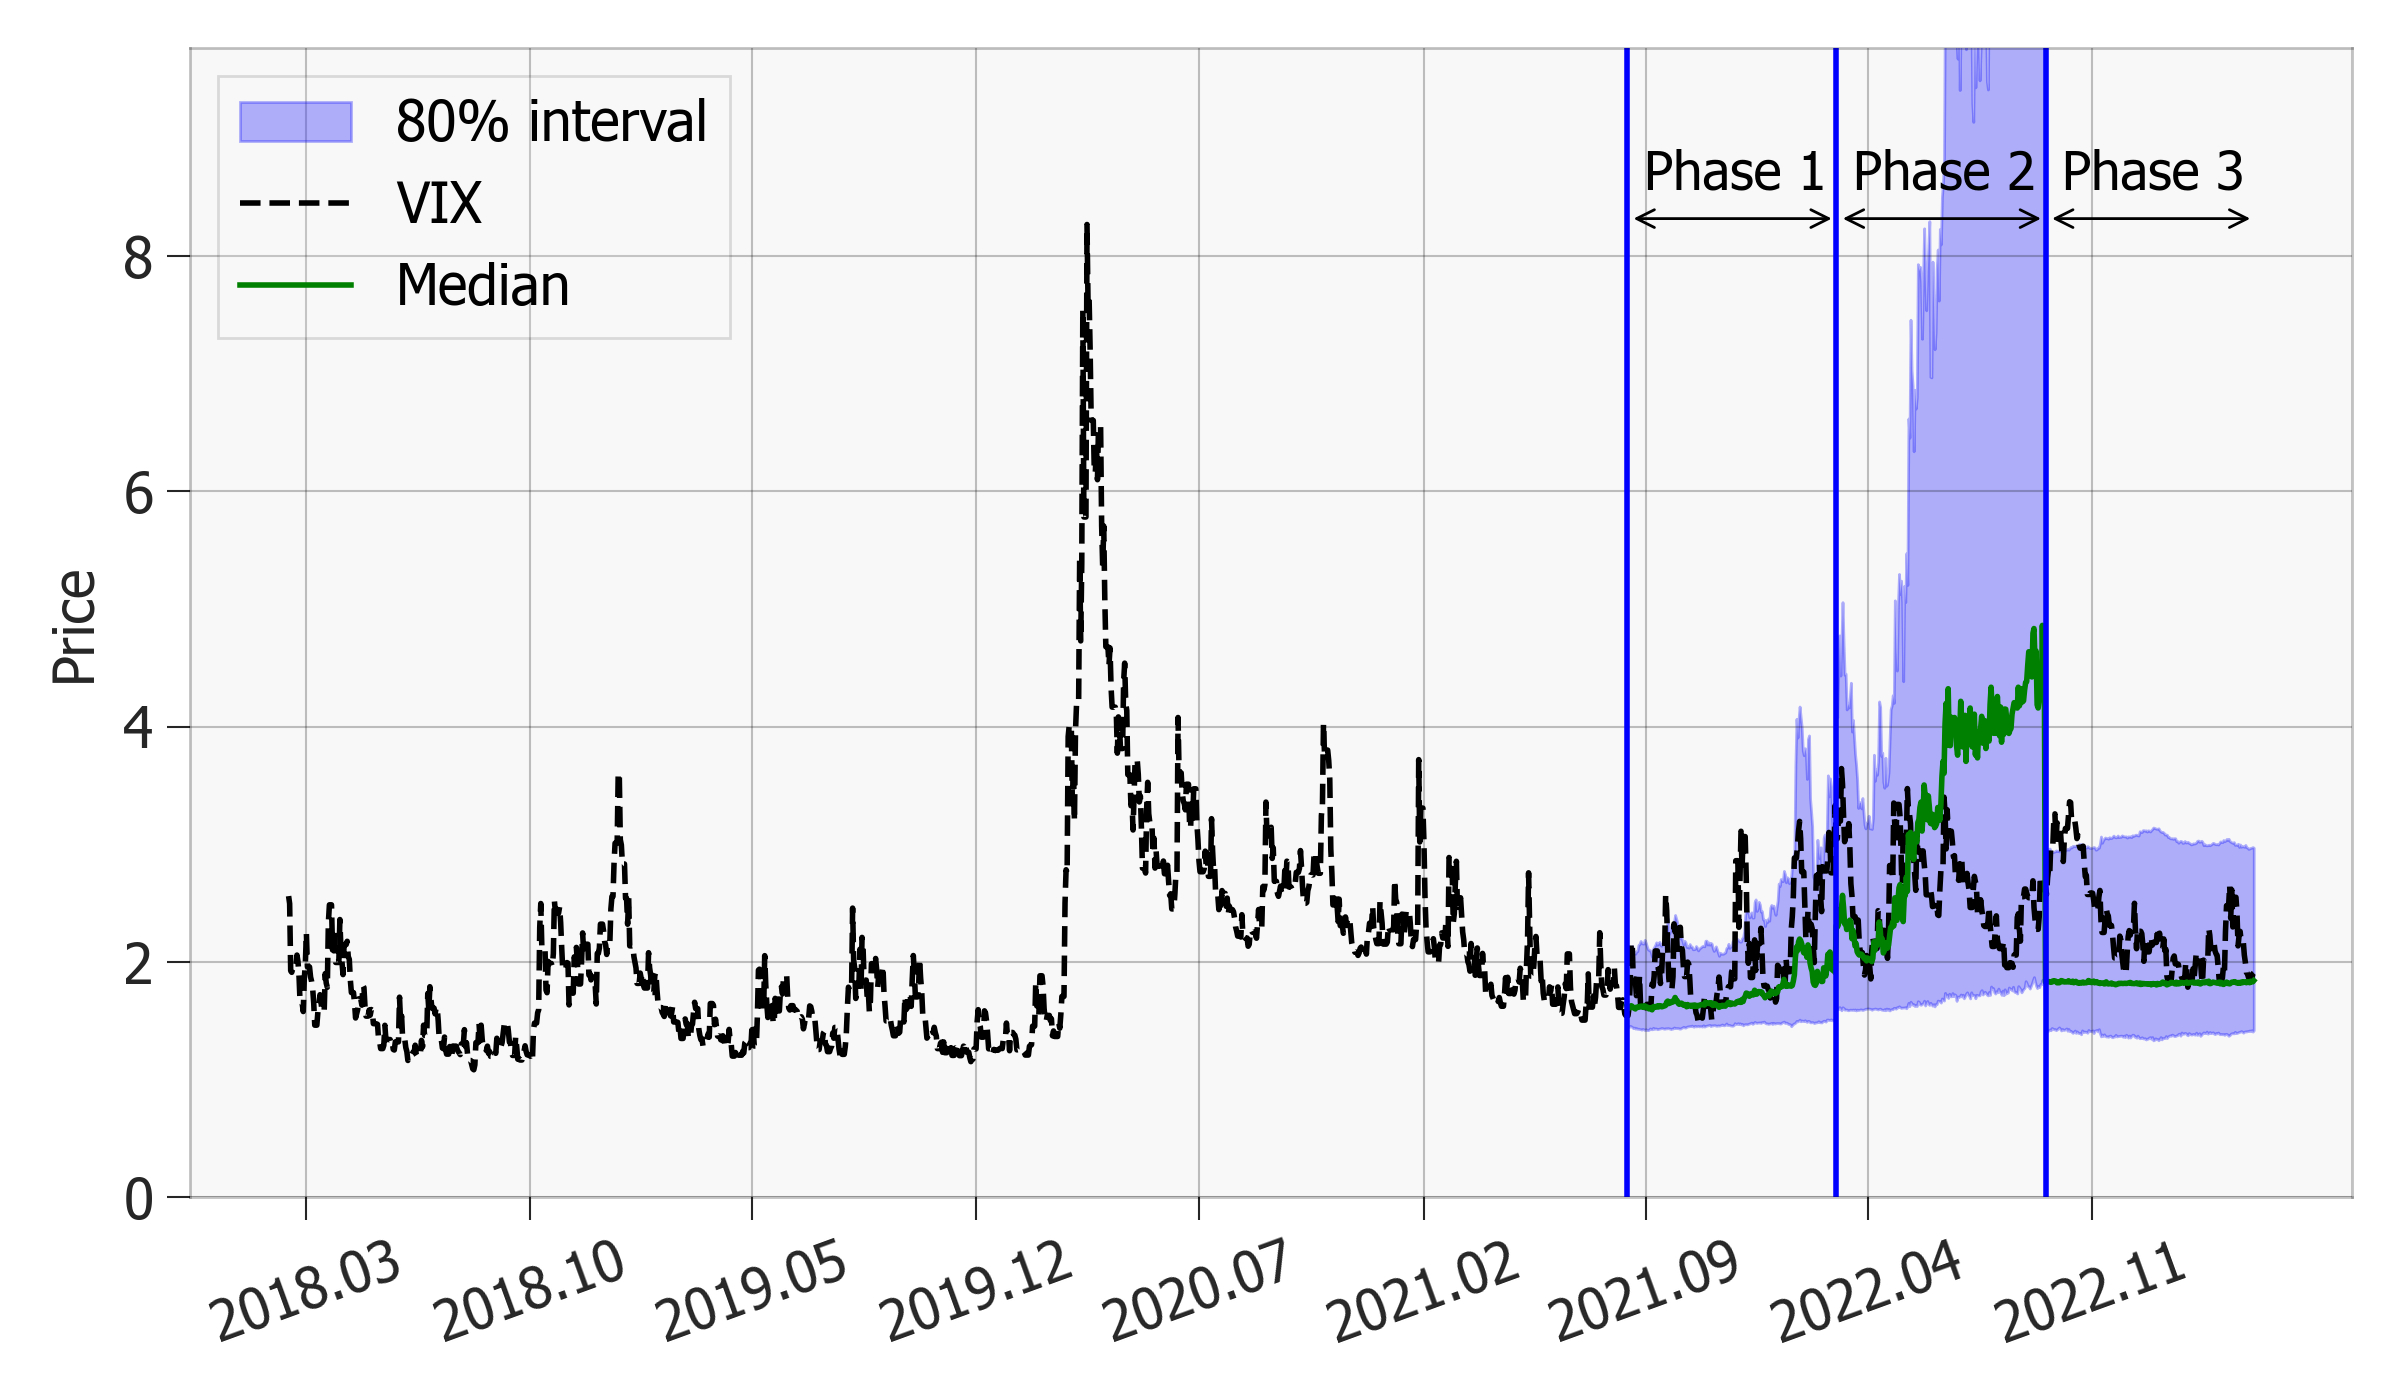 80% interval
VIX
Median
Phase 1
Phase 2
Phase 3
Price
8
6
4
2
0
2018.03
2018.10
2019.05
2019.12
2020.07
2021.02
2021.09
2022.04
2022.11